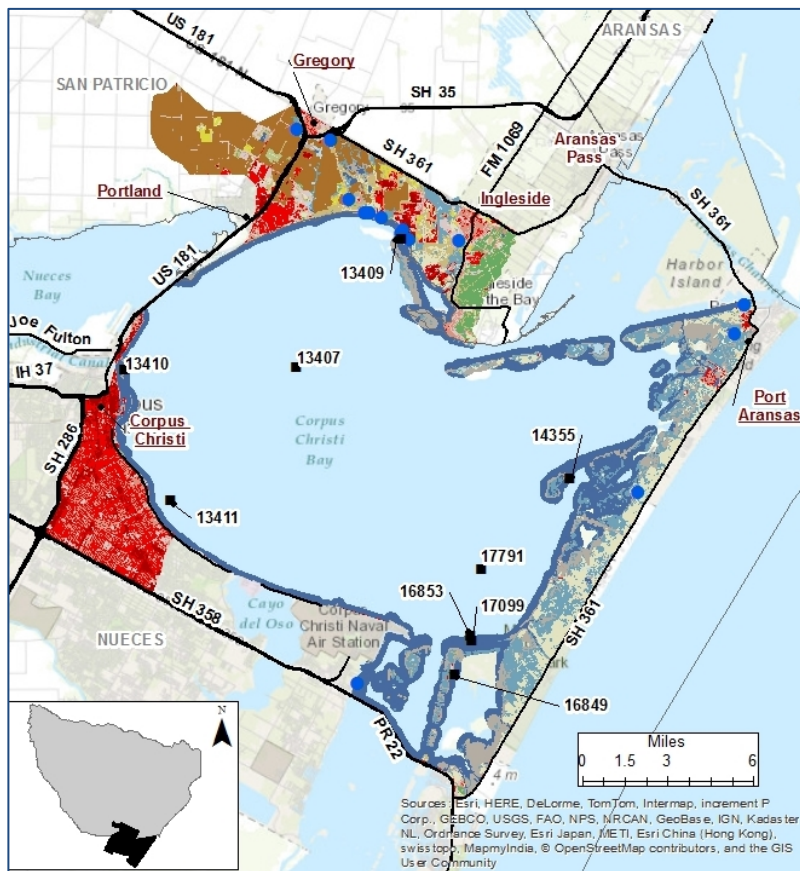 US 181
US 181 N
ARANSAS
SAN PATRICIO
Gregory
Gregory
SH 35
SH 361
FM 1069
Aransas
Pass
Portland
Ingleside
SH 361
US 181
Nueces
Bay
Harbor
Island
13409
Joe Fulton
IH 37
13410
13407
Corpus
Christi
Port
Aransas
SH 286
Corpus
Christi
Bay
14355
13411
17791
16853
17099
SH 358
Cayo
del Oso
Christi Naval
Air Station
SH 361
NUECES
16849
PR 22
N
Miles
0 1.5 3 6
4 m
Sources: Esri, HERE, DeLorme, TomTom, Intermap, increment P
Corp., GEBCO, USGS, FAO, NPS, NRCAN, GeoBase, IGN, Kadaster
NL, Ordnance Survey, Esri Japan, METI, Esri China (Hong Kong),
swisstopo, MapmyIndia, © OpenStreetMap contributors, and the GIS
User Community